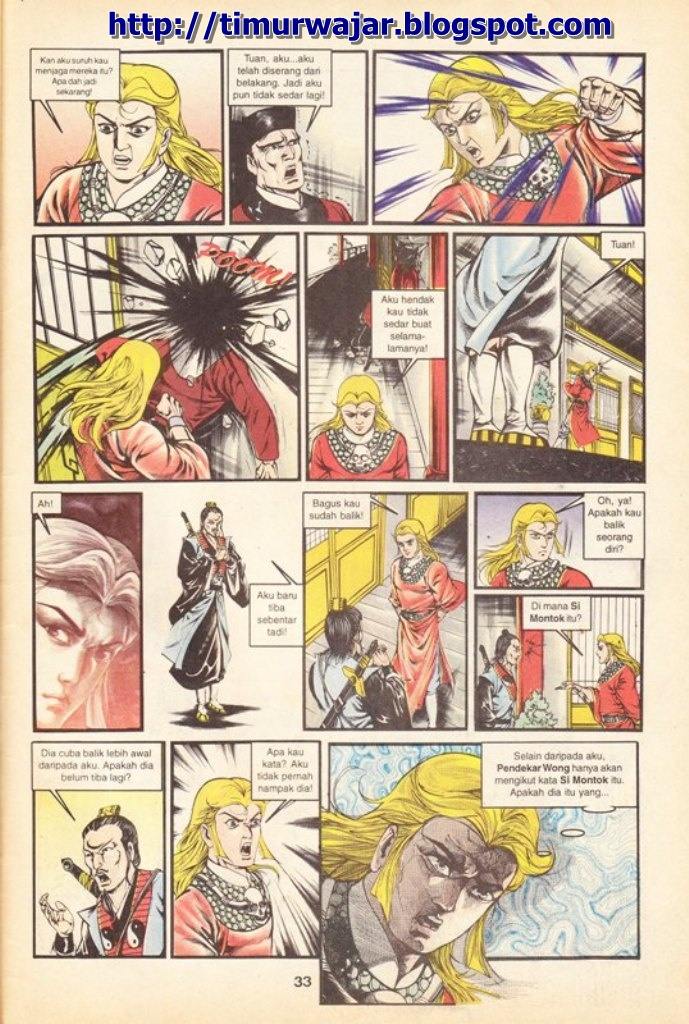 http://timurwajar.blogspot.com
Kan aku suruh kau
menjaga mereka itu?
Apa dah jadi
sekarang!
Tuan, aku...aku
telah diserang dari
belakang. Jadi aku
pun tidak sedar lagi!
POOM!
Aku hendak
kau tidak
sedar buat
selama-
lamanya!
Tuan!
Ah!
Aku baru
tiba
sebentar
tadi!
Bagus kau
sudah balik!
Oh, ya!
Apakah kau
balik
seorang
diri?
Di mana Si
Montok itu?
Dia cuba balik lebih awal
daripada aku. Apakah dia
belum tiba lagi?
Apa kau
kata? Aku
tidak pernah
nampak dia!
Selain daripada aku,
Pendekar Wong hanya akan
mengikut kata Si Montok itu.
Apakah dia itu yang...
33